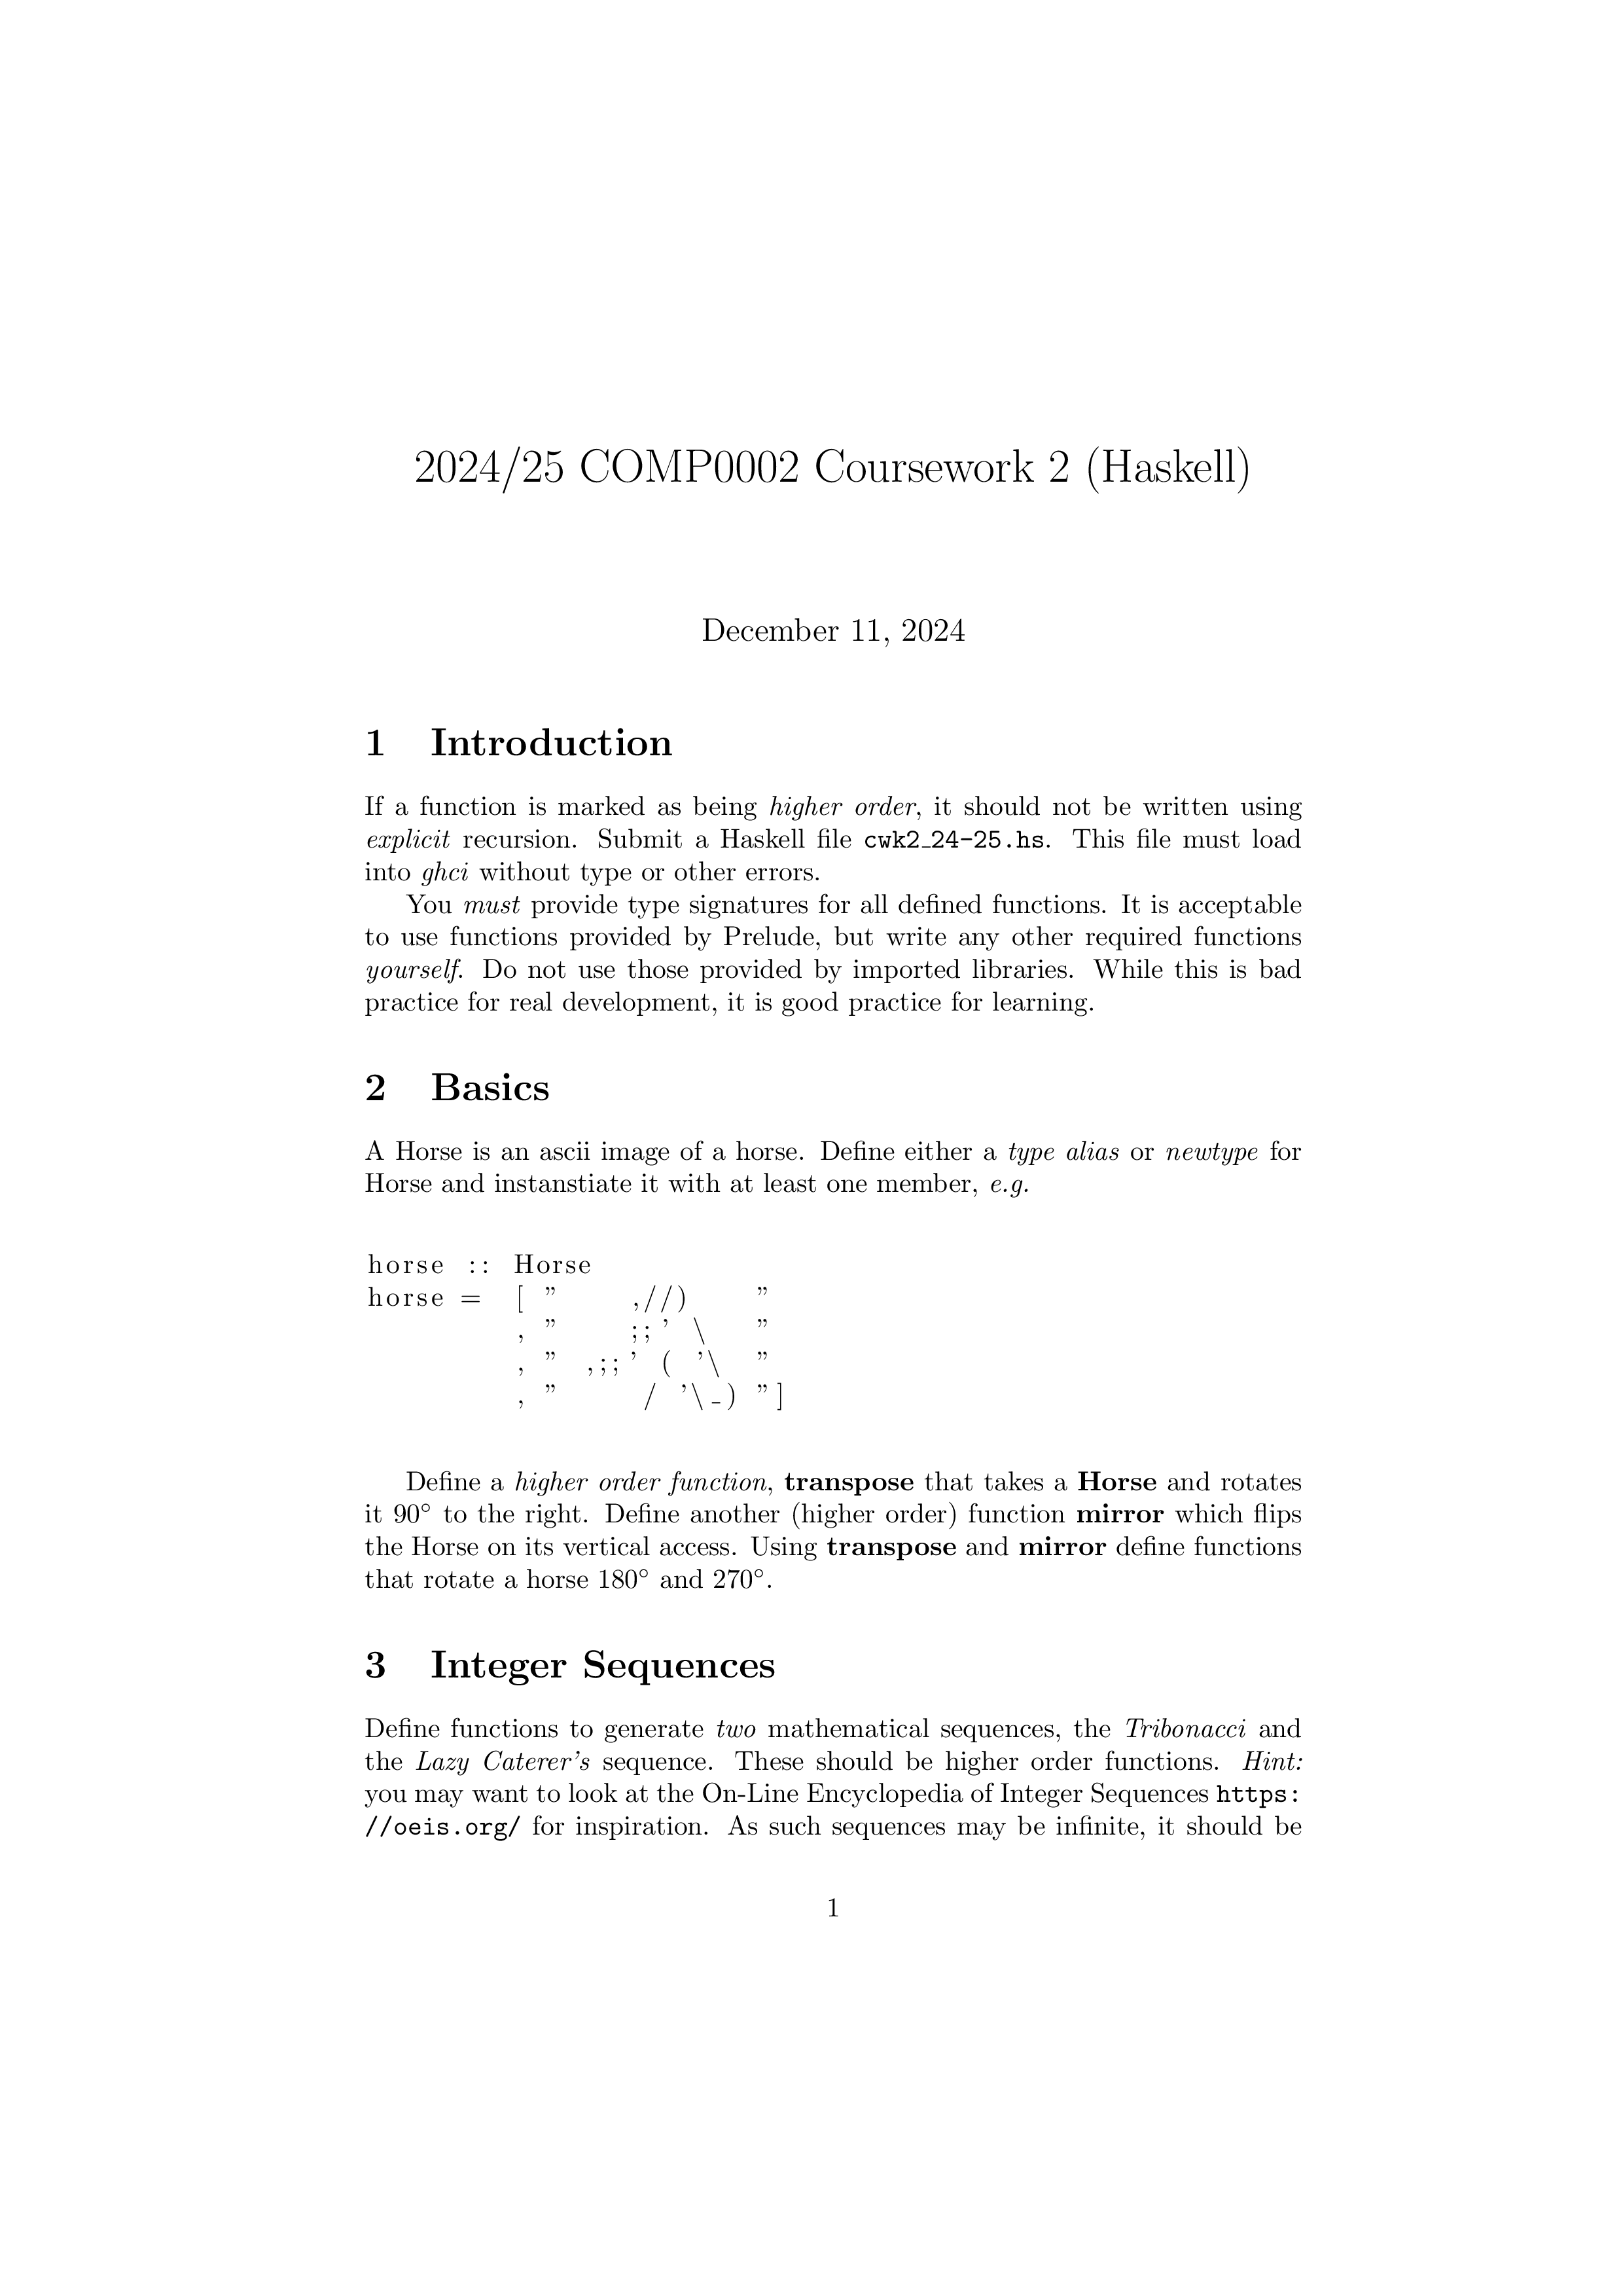 2024/25 COMP0002 Coursework 2 (Haskell)
December 11, 2024
1 Introduction
If a function is marked as being higher order, it should not be written using
explicit recursion. Submit a Haskell file cwk2_24-25.hs. This file must load
into ghci without type or other errors.
You must provide type signatures for all defined functions. It is acceptable
to use functions provided by Prelude, but write any other required functions
yourself. Do not use those provided by imported libraries. While this is bad
practice for real development, it is good practice for learning.
2 Basics
A Horse is an ascii image of a horse. Define either a type alias or newtype for
Horse and instanstiate it with at least one member, e.g.
horse :: Horse
horse = [ ”      ,//)     ”
, ”      ;;’ \    ”
, ”  ,;;’ ( ’\   ”
, ”       / ’\_) ”]
Define a higher order function, transpose that takes a Horse and rotates
it 90° to the right. Define another (higher order) function mirror which flips
the Horse on its vertical access. Using transpose and mirror define functions
that rotate a horse 180° and 270°.
3 Integer Sequences
Define functions to generate two mathematical sequences, the Tribonacci and
the Lazy Caterer’s sequence. These should be higher order functions. Hint:
you may want to look at the On-Line Encyclopedia of Integer Sequences https:
//oeis.org/ for inspiration. As such sequences may be infinite, it should be
1